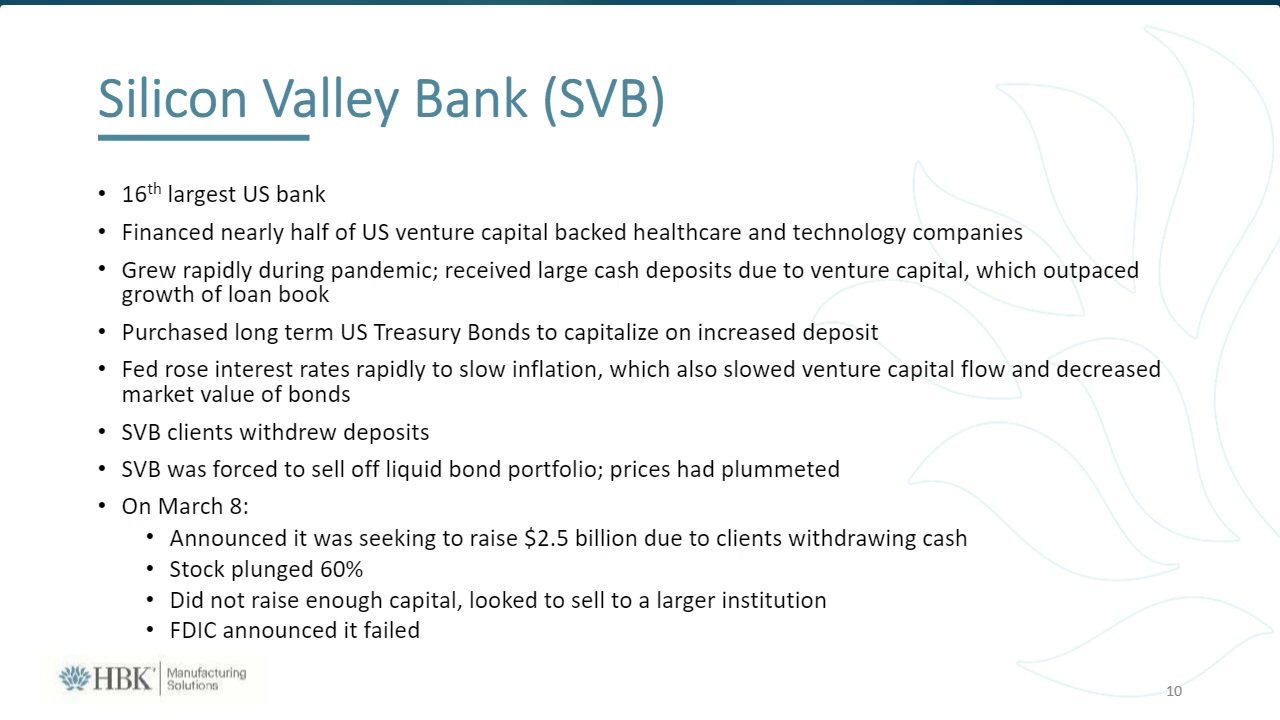 Silicon Valley Bank (SVB)
• 16th largest US bank
• Financed nearly half of US venture capital backed healthcare and technology companies
• Grew rapidly during pandemic; received large cash deposits due to venture capital, which outpaced
growth of loan book
• Purchased long term US Treasury Bonds to capitalize on increased deposit
• Fed rose interest rates rapidly to slow inflation, which also slowed venture capital flow and decreased
market value of bonds
• SVB clients withdrew deposits
• SVB was forced to sell off liquid bond portfolio; prices had plummeted
• On March 8:
• Announced it was seeking to raise $2.5 billion due to clients withdrawing cash
• Stock plunged 60%
• Did not raise enough capital, looked to sell to a larger institution
• FDIC announced it failed
HBK Manufacturing
Solutions
10